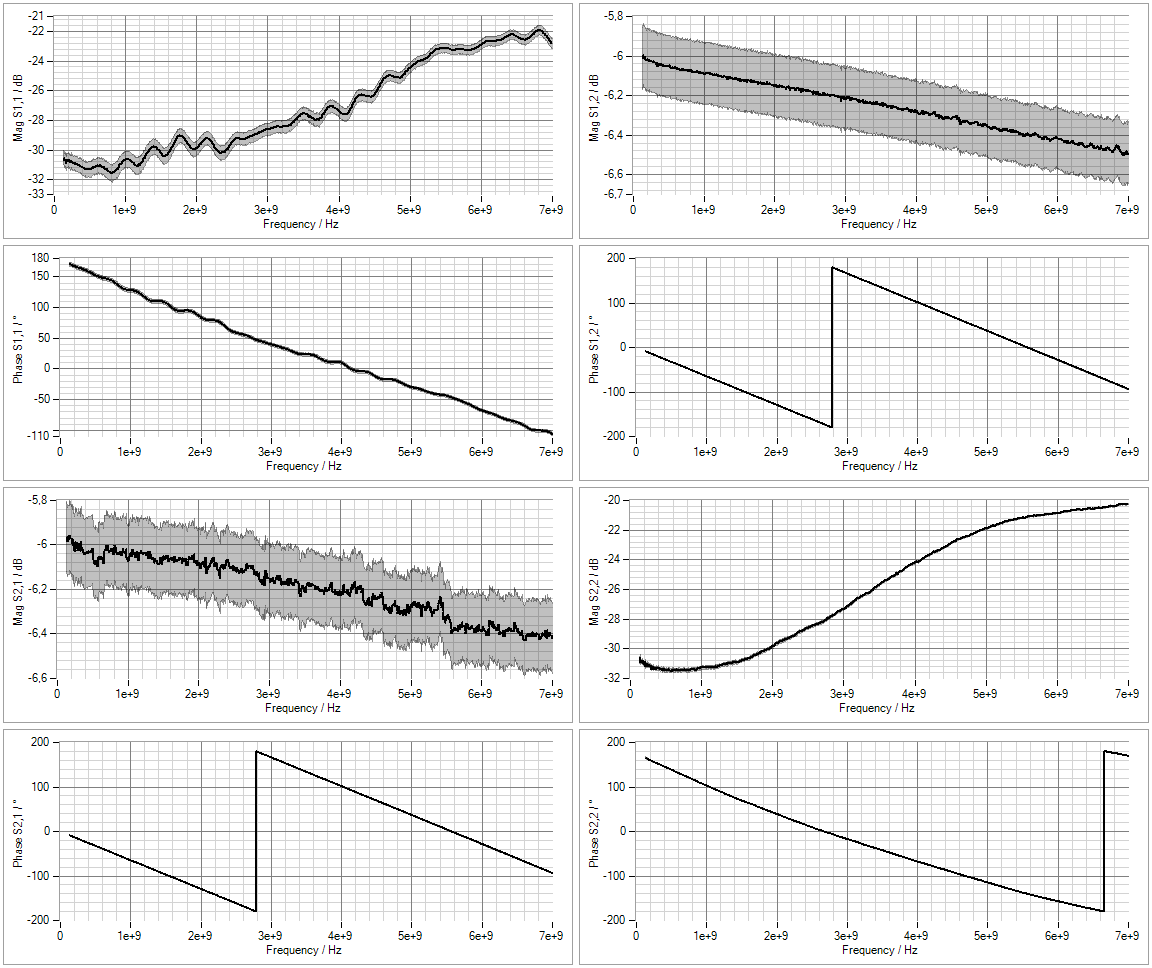 -21
-22
-24
-26
-28
-30
-32
-33
Mag S1,1 / dB
0 1e+9 2e+9 3e+9 4e+9 5e+9 6e+9 7e+9
Frequency / Hz
-5,8
-6
-6,2
-6,4
-6,6
-6,7
Mag S1,2 / dB
0 1e+9 2e+9 3e+9 4e+9 5e+9 6e+9 7e+9
Frequency / Hz
180
150
100
50
0
-50
-110
Phase S1,1 / °
0 1e+9 2e+9 3e+9 4e+9 5e+9 6e+9 7e+9
Frequency / Hz
200
100
0
-100
-200
Phase S1,2 / °
0 1e+9 2e+9 3e+9 4e+9 5e+9 6e+9 7e+9
Frequency / Hz
-5,8
-6
-6,2
-6,4
-6,6
Mag S2,1 / dB
0 1e+9 2e+9 3e+9 4e+9 5e+9 6e+9 7e+9
Frequency / Hz
-20
-22
-24
-26
-28
-30
-32
Mag S2,2 / dB
0 1e+9 2e+9 3e+9 4e+9 5e+9 6e+9 7e+9
Frequency / Hz
200
100
0
-100
-200
Phase S2,1 / °
0 1e+9 2e+9 3e+9 4e+9 5e+9 6e+9 7e+9
Frequency / Hz
200
100
0
-100
-200
Phase S2,2 / °
0 1e+9 2e+9 3e+9 4e+9 5e+9 6e+9 7e+9
Frequency / Hz